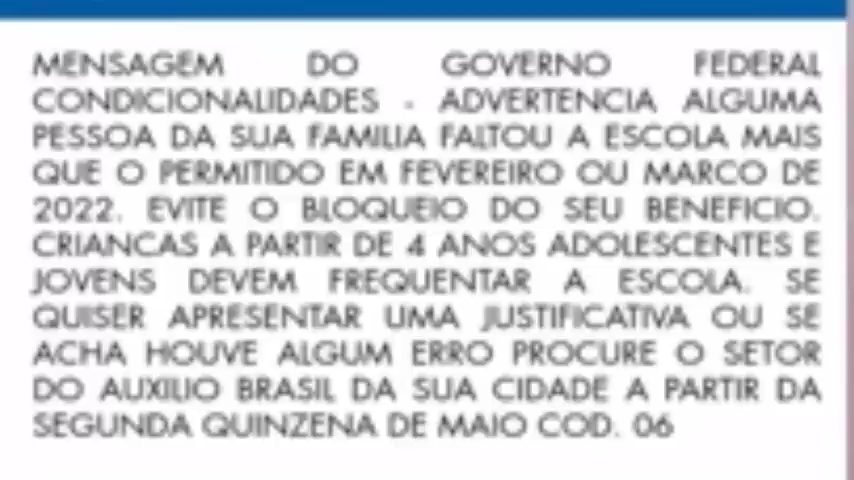 MENSAGEM DO GOVERNO FEDERAL
CONDICIONALIDADES - ADVERTENCIA ALGUMA
PESSOA DA SUA FAMILIA FALTOU A ESCOLA MAIS
QUE O PERMITIDO EM FEVEREIRO OU MARCO DE
2022. EVITE O BLOQUEIO DO SEU BENEFICIO.
CRIANCAS A PARTIR DE 4 ANOS ADOLESCENTES E
JOVENS DEVEM FREQUENTAR A ESCOLA. SE
QUISER APRESENTAR UMA JUSTIFICATIVA OU SE
ACHA HOUVE ALGUM ERRO PROCURE O SETOR
DO AUXILIO BRASIL DA SUA CIDADE A PARTIR DA
SEGUNDA QUINZENA DE MAIO COD. 06